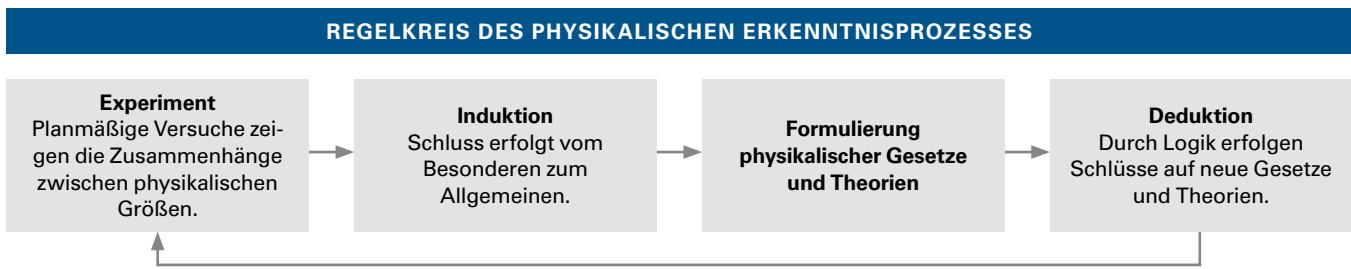 REGELKREIS DES PHYSIKALISCHEN ERKENNTNISPROZESSES
Experiment
Planmäßige Versuche zei-
gen die Zusammenhänge
zwischen physikalischen
Größen.
Induktion
Schluss erfolgt vom
Besonderen zum
Allgemeinen.
Formulierung
physikalischer Gesetze
und Theorien
Deduktion
Durch Logik erfolgen
Schlüsse auf neue Gesetze
und Theorien.